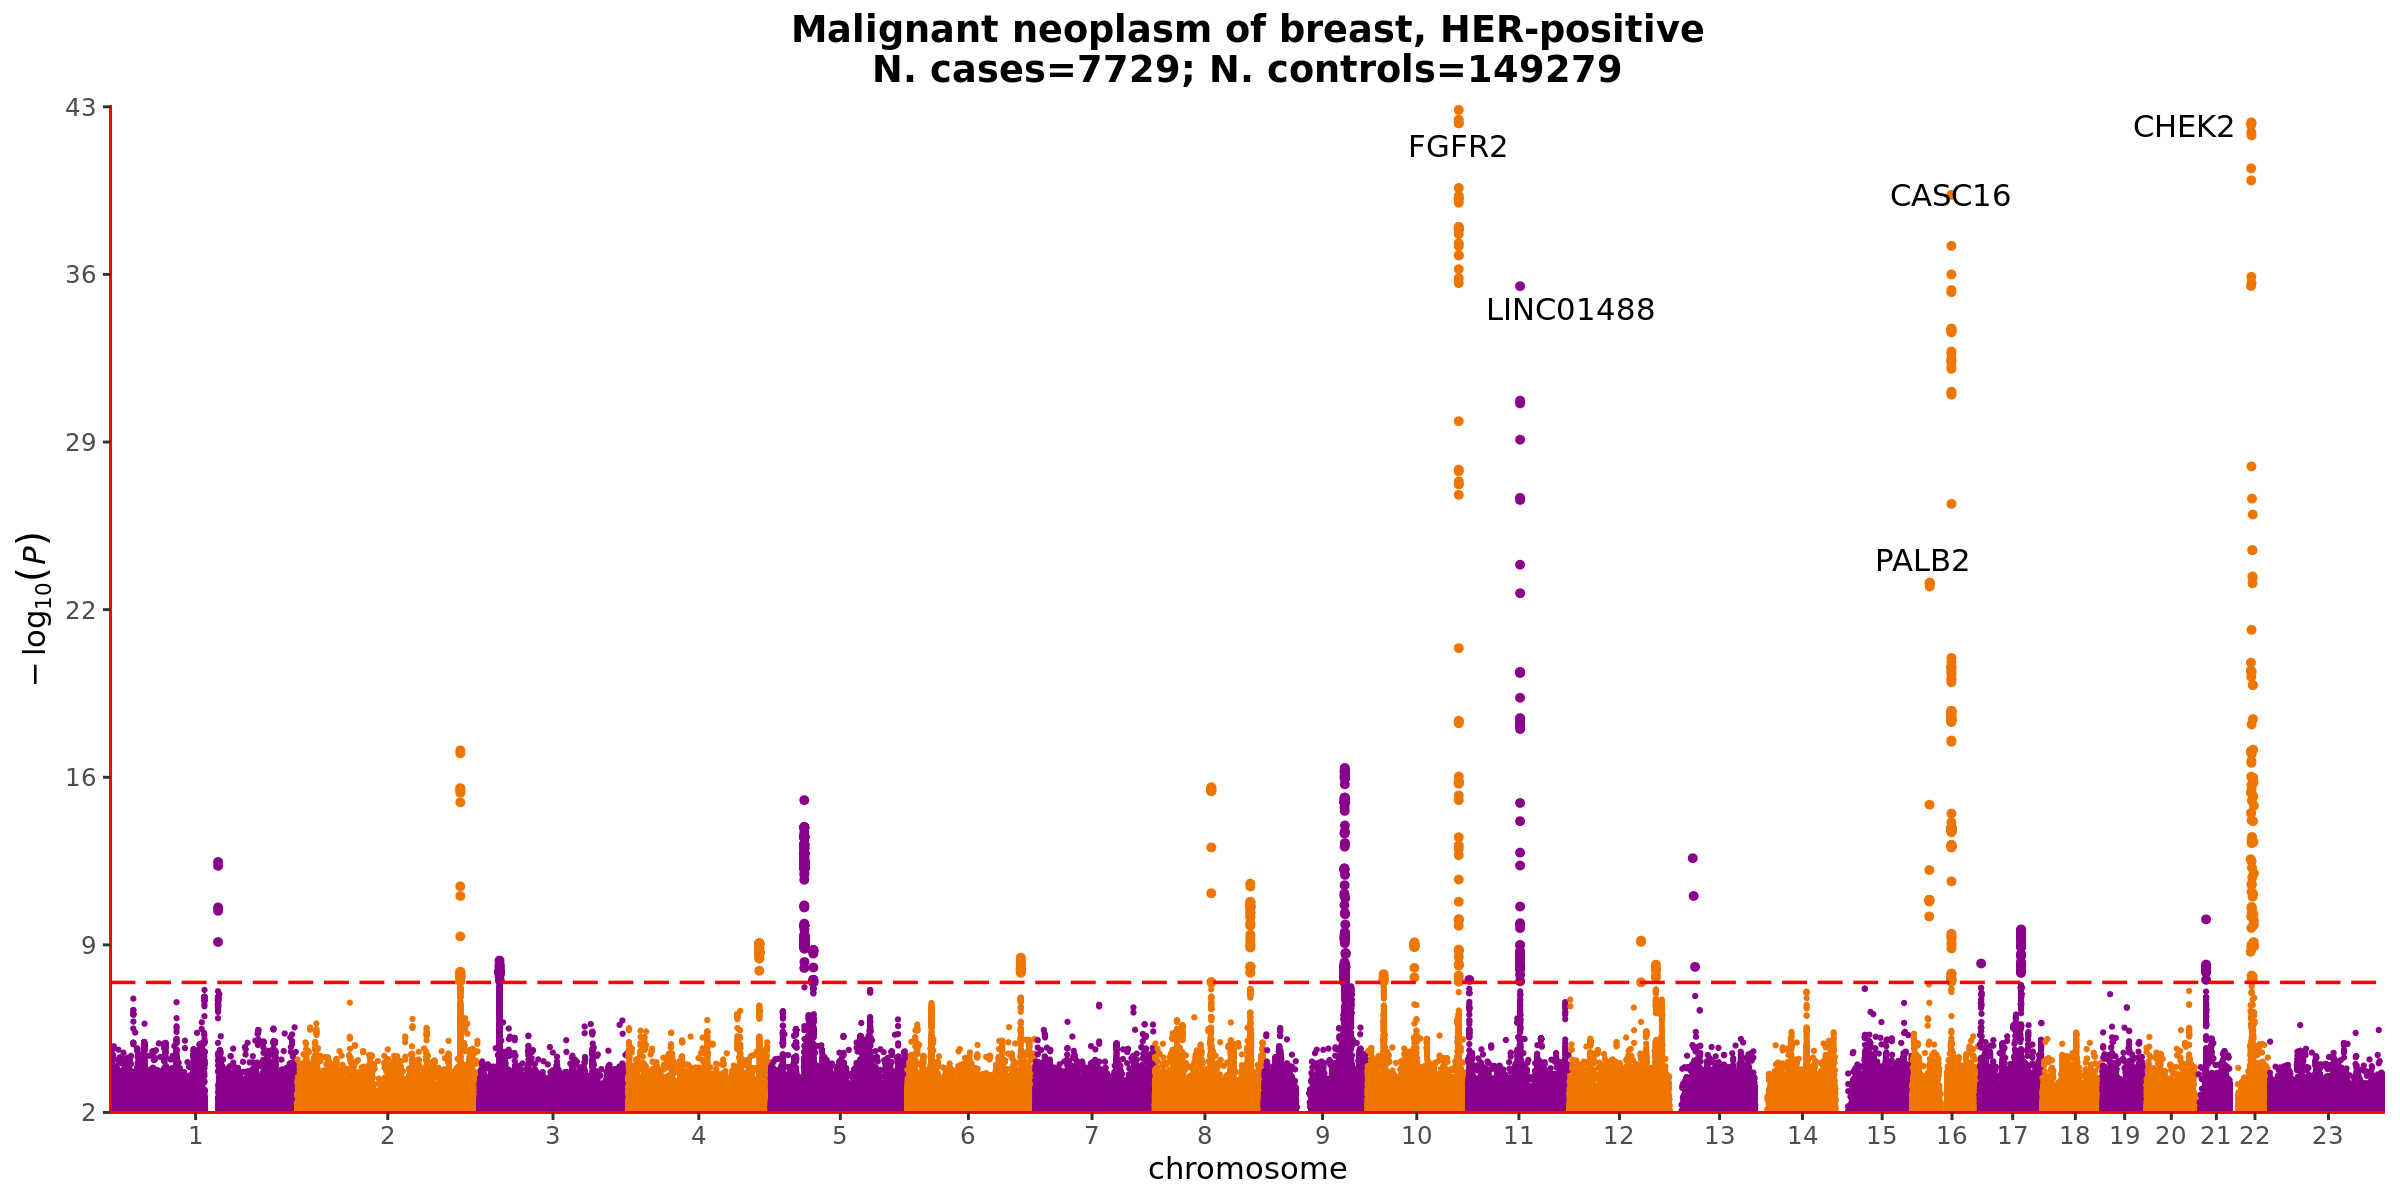 Malignant neoplasm of breast, HER-positive
N. cases=7729; N. controls=149279
43
36
29
22
16
9
2
−log10(P)
FGFR2
CHEK2
CASC16
LINC01488
PALB2
1 2 3 4 5 6 7 8 9 10 11 12 13 14 15 16 17 18 19 20 21 22 23
chromosome